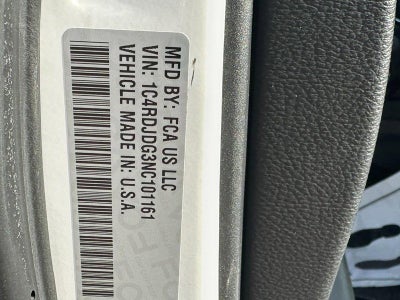 MFD BY: FCA US LLC
VIN: 1C4RDJDG3NC101161
VEHICLE MADE IN: U.S.A.